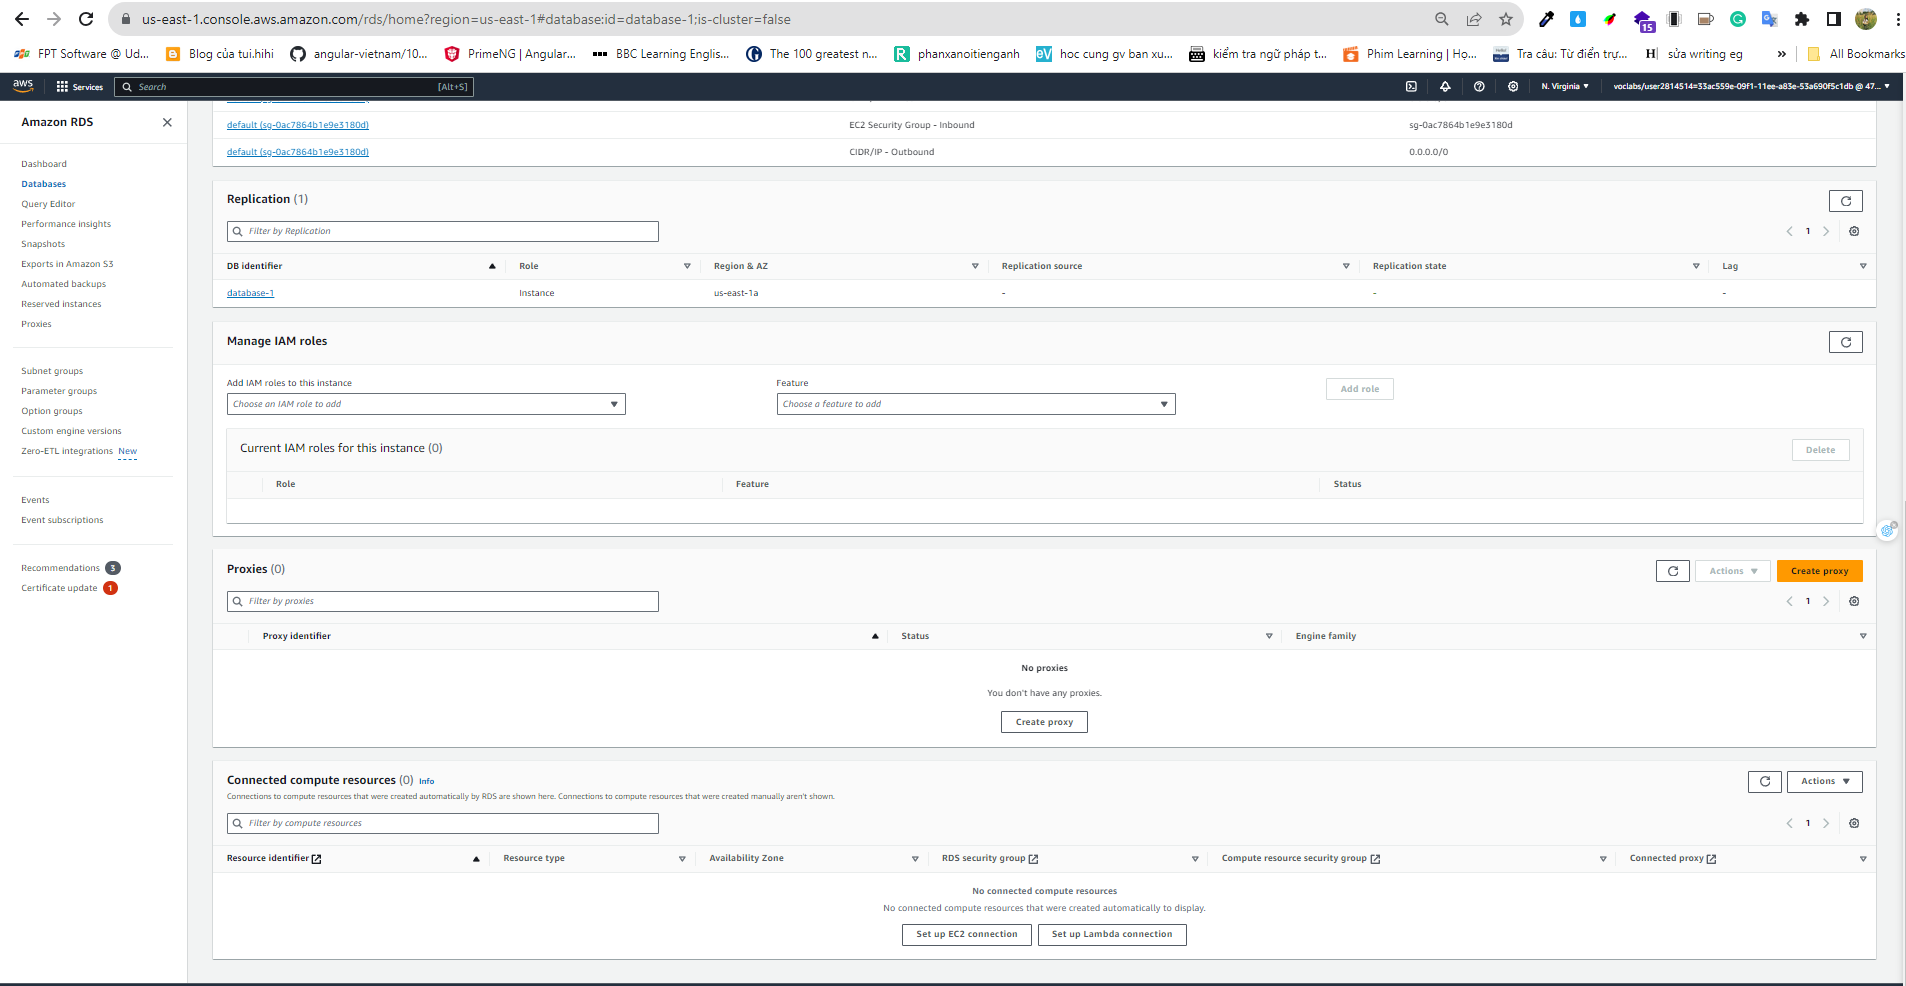 us-east-1.console.aws.amazon.com/rds/home?region=us-east-1#database:id=database-1;is-cluster=false
15
FPT Software @ Ud... Blog của tui.hihi angular-vietnam/10... PrimeNG | Angular... BBC Learning Englis... The 100 greatest n... phanxanoitienganh hoc cung gv ban xu... kiểm tra ngữ pháp t... Phim Learning | Họ... Tra câu: Từ điển trự... sửa writing eg » All Bookmarks
aws Services Search [Alt+S] N. Virginia voclabs/user2814514=33ac559e-09f1-11ee-a83e-53a690f5c1db @ 47...
Amazon RDS
Dashboard
Databases
Query Editor
Performance insights
Snapshots
Exports in Amazon S3
Automated backups
Reserved instances
Proxies
Subnet groups
Parameter groups
Option groups
Custom engine versions
Zero-ETL integrations New
Events
Event subscriptions
Recommendations 3
Certificate update 1
default (sg-0ac7864b1e9e3180d) EC2 Security Group - Inbound sg-0ac7864b1e9e3180d
default (sg-0ac7864b1e9e3180d) CIDR/IP - Outbound 0.0.0.0/0
Replication (1)
Filter by Replication 1
DB identifier Role Region & AZ Replication source Replication state Lag
database-1 Instance us-east-1a - - -
Manage IAM roles
Add IAM roles to this instance Feature
Choose an IAM role to add Choose a feature to add Add role
Current IAM roles for this instance (0) Delete
Role Feature Status
Proxies (0) Actions Create proxy
Filter by proxies 1
Proxy identifier Status Engine family
No proxies
You don't have any proxies.
Create proxy
Connected compute resources (0) Info Actions
Connections to compute resources that were created automatically by RDS are shown here. Connections to compute resources that were created manually aren't shown.
Filter by compute resources 1
Resource identifier Resource type Availability Zone RDS security group Compute resource security group Connected proxy
No connected compute resources
No connected compute resources that were created automatically to display.
Set up EC2 connection Set up Lambda connection